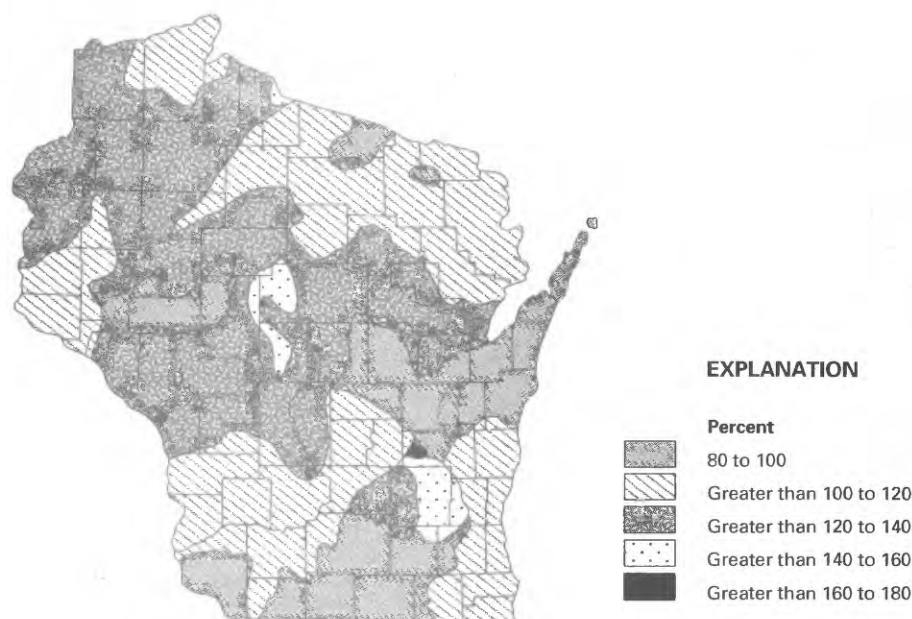 EXPLANATION
Percent
80 to 100
Greater than 100 to 120
Greater than 120 to 140
Greater than 140 to 160
Greater than 160 to 180